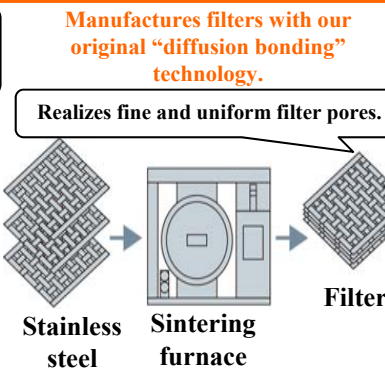 Manufactures filters with our
original “diffusion bonding”
technology.
Realizes fine and uniform filter pores.
Stainless
steel
Sintering
furnace
Filter